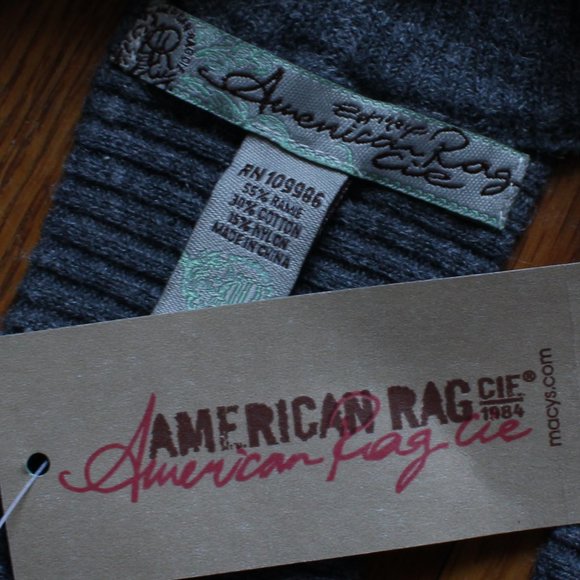 American Rag
Cie
RN 109986
55% RAMIE
30% COTTON
15% NYLON
MADE IN CHINA
AMERICAN RAG CIE®
1984
American Rag Cie
macys.com